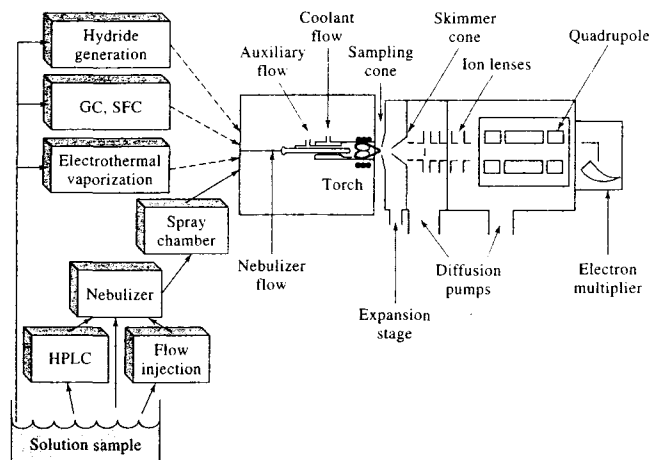 Hydride
generation
GC, SFC
Electrothermal
vaporization
Spray
chamber
Nebulizer
HPLC
Flow
injection
Solution sample
Auxiliary
flow
Coolant
flow
Sampling
cone
Skimmer
cone
Ion lenses
Quadrupole
Torch
Nebulizer
flow
Expansion
stage
Diffusion
pumps
Electron
multiplier